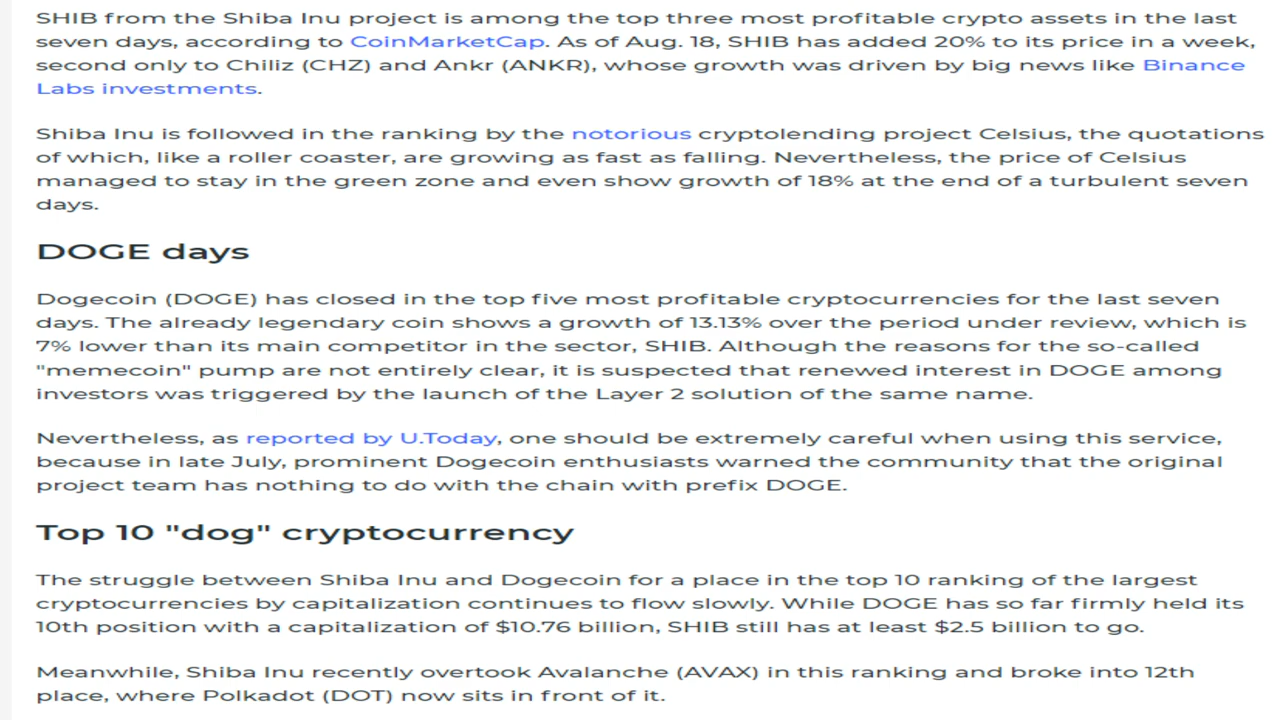 SHIB from the Shiba Inu project is among the top three most profitable crypto assets in the last
seven days, according to CoinMarketCap. As of Aug. 18, SHIB has added 20% to its price in a week,
second only to Chiliz (CHZ) and Ankr (ANKR), whose growth was driven by big news like Binance
Labs investments.
Shiba Inu is followed in the ranking by the notorious cryptolending project Celsius, the quotations
of which, like a roller coaster, are growing as fast as falling. Nevertheless, the price of Celsius
managed to stay in the green zone and even show growth of 18% at the end of a turbulent seven
days.
DOGE days
Dogecoin (DOGE) has closed in the top five most profitable cryptocurrencies for the last seven
days. The already legendary coin shows a growth of 13.13% over the period under review, which is
7% lower than its main competitor in the sector, SHIB. Although the reasons for the so-called
"memecoin" pump are not entirely clear, it is suspected that renewed interest in DOGE among
investors was triggered by the launch of the Layer 2 solution of the same name.
Nevertheless, as reported by U.Today, one should be extremely careful when using this service,
because in late July, prominent Dogecoin enthusiasts warned the community that the original
project team has nothing to do with the chain with prefix DOGE.
Top 10 "dog" cryptocurrency
The struggle between Shiba Inu and Dogecoin for a place in the top 10 ranking of the largest
cryptocurrencies by capitalization continues to flow slowly. While DOGE has so far firmly held its
10th position with a capitalization of $10.76 billion, SHIB still has at least $2.5 billion to go.
Meanwhile, Shiba Inu recently overtook Avalanche (AVAX) in this ranking and broke into 12th
place, where Polkadot (DOT) now sits in front of it.